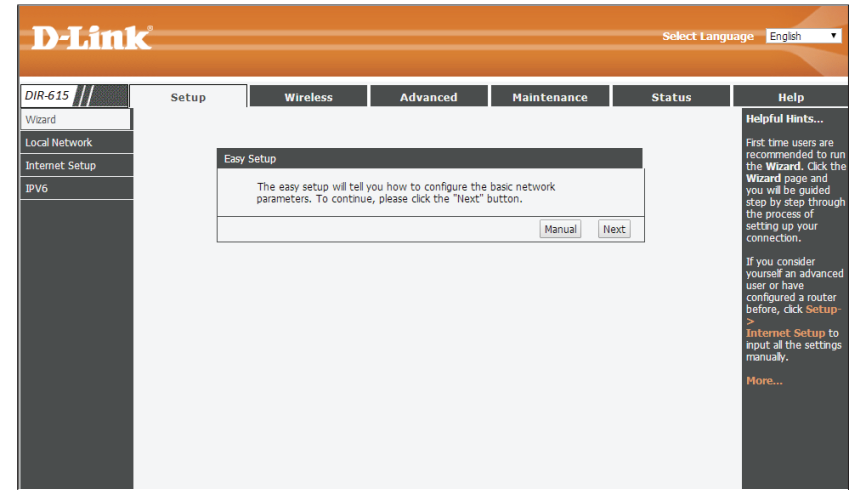 D-Link®
Select Language English
DIR-615
Setup
Wireless
Advanced
Maintenance
Status
Help
Wizard
Local Network
Internet Setup
IPV6
Easy Setup
The easy setup will tell you how to configure the basic network
parameters. To continue, please click the "Next" button.
Manual Next
Helpful Hints...
First time users are
recommended to run
the Wizard. Click the
Wizard page and
you will be guided
step by step through
the process of
setting up your
connection.
If you consider
yourself an advanced
user or have
configured a router
before, click Setup-
>
Internet Setup to
input all the settings
manually.
More...